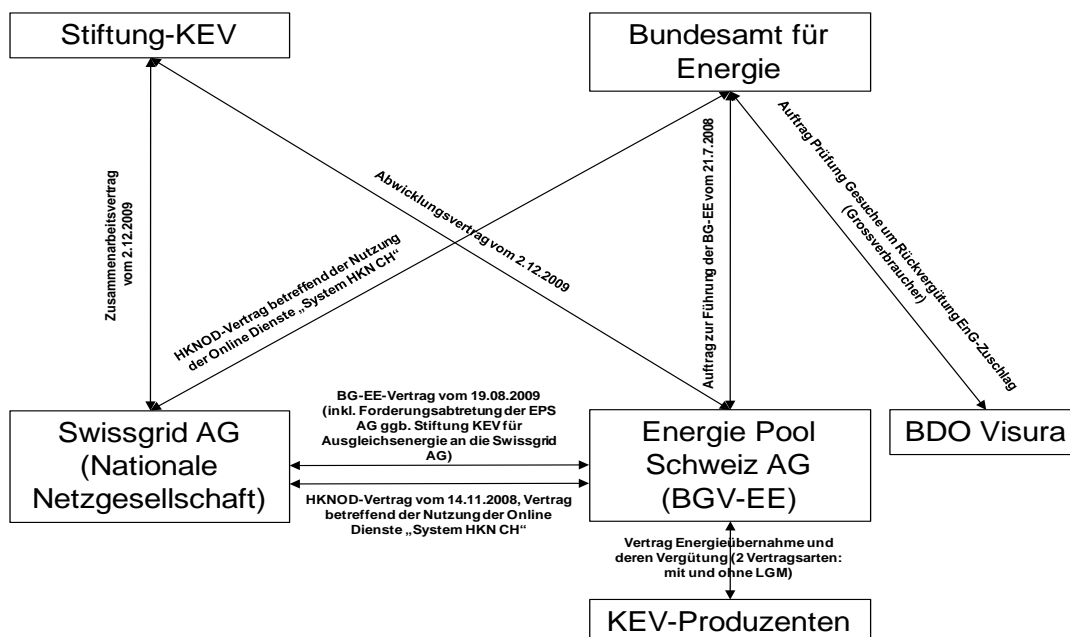 Stiftung-KEV
Bundesamt für
Energie
Zusammenarbeitsvertrag
vom 2.12.2009
HKNOD-Vertrag betreffend der Nutzung
der Online Dienste „System HKN CH“
Abwicklungsvertrag vom 2.12.2009
Auftrag zur Führung der BG-EE vom 21.7.2008
Auftrag Prüfung Gesuche um Rückvergütung EnG-Zuschlag
(Grossverbraucher)
Swissgrid AG
(Nationale
Netzgesellschaft)
BG-EE-Vertrag vom 19.08.2009
(inkl. Forderungsabtretung der EPS
AG ggb. Stiftung KEV für
Ausgleichsenergie an die Swissgrid
AG)
HKNOD-Vertrag vom 14.11.2008, Vertrag
betreffend der Nutzung der Online
Dienste „System HKN CH“
Energie Pool
Schweiz AG
(BGV-EE)
BDO Visura
Vertrag Energieübernahme und
deren Vergütung (2 Vertragsarten:
mit und ohne LGM)
KEV-Produzenten